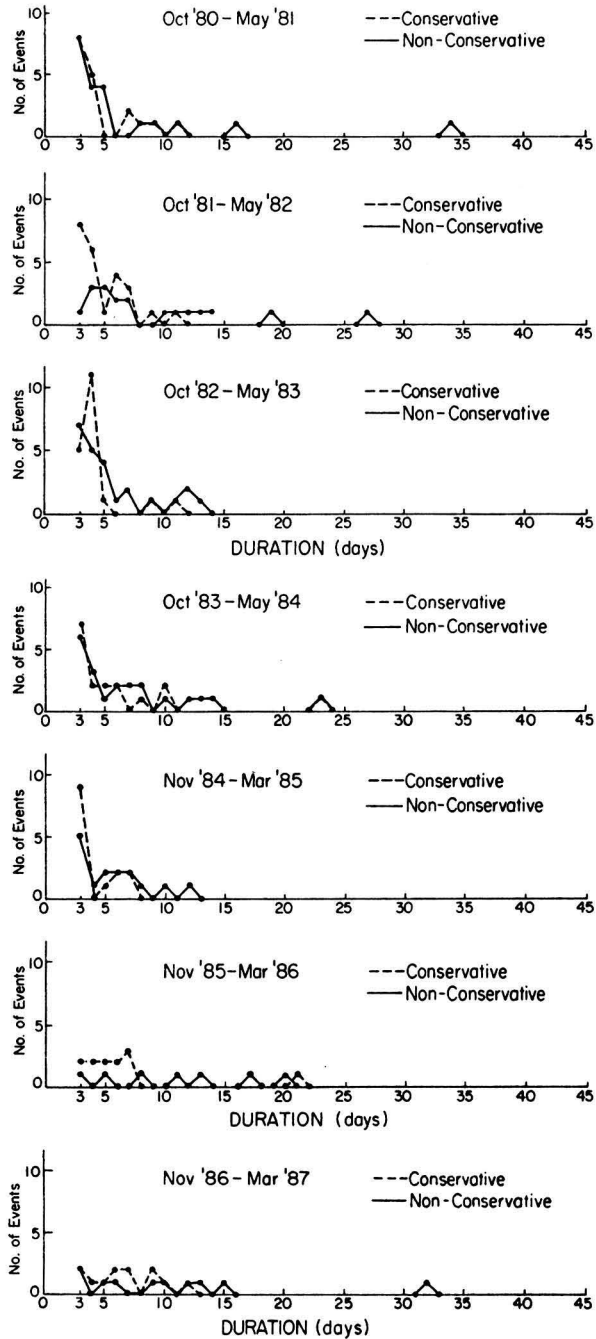 Oct '80 – May '81
Conservative
Non-Conservative
No. of Events
10
5
0
0 3 5 10 15 20 25 30 35 40 45
Oct '81 – May '82
Conservative
Non-Conservative
No. of Events
10
5
0
0 3 5 10 15 20 25 30 35 40 45
Oct '82 – May '83
Conservative
Non-Conservative
No. of Events
10
5
0
0 3 5 10 15 20 25 30 35 40 45
DURATION (days)
Oct '83 – May '84
Conservative
Non-Conservative
No. of Events
10
5
0
0 3 5 10 15 20 25 30 35 40 45
Nov '84 – Mar '85
Conservative
Non-Conservative
No. of Events
10
5
0
0 3 5 10 15 20 25 30 35 40 45
Nov '85 – Mar '86
Conservative
Non-Conservative
No. of Events
10
5
0
0 3 5 10 15 20 25 30 35 40 45
DURATION (days)
Nov '86 – Mar '87
Conservative
Non-Conservative
No. of Events
10
5
0
0 3 5 10 15 20 25 30 35 40 45
DURATION (days)